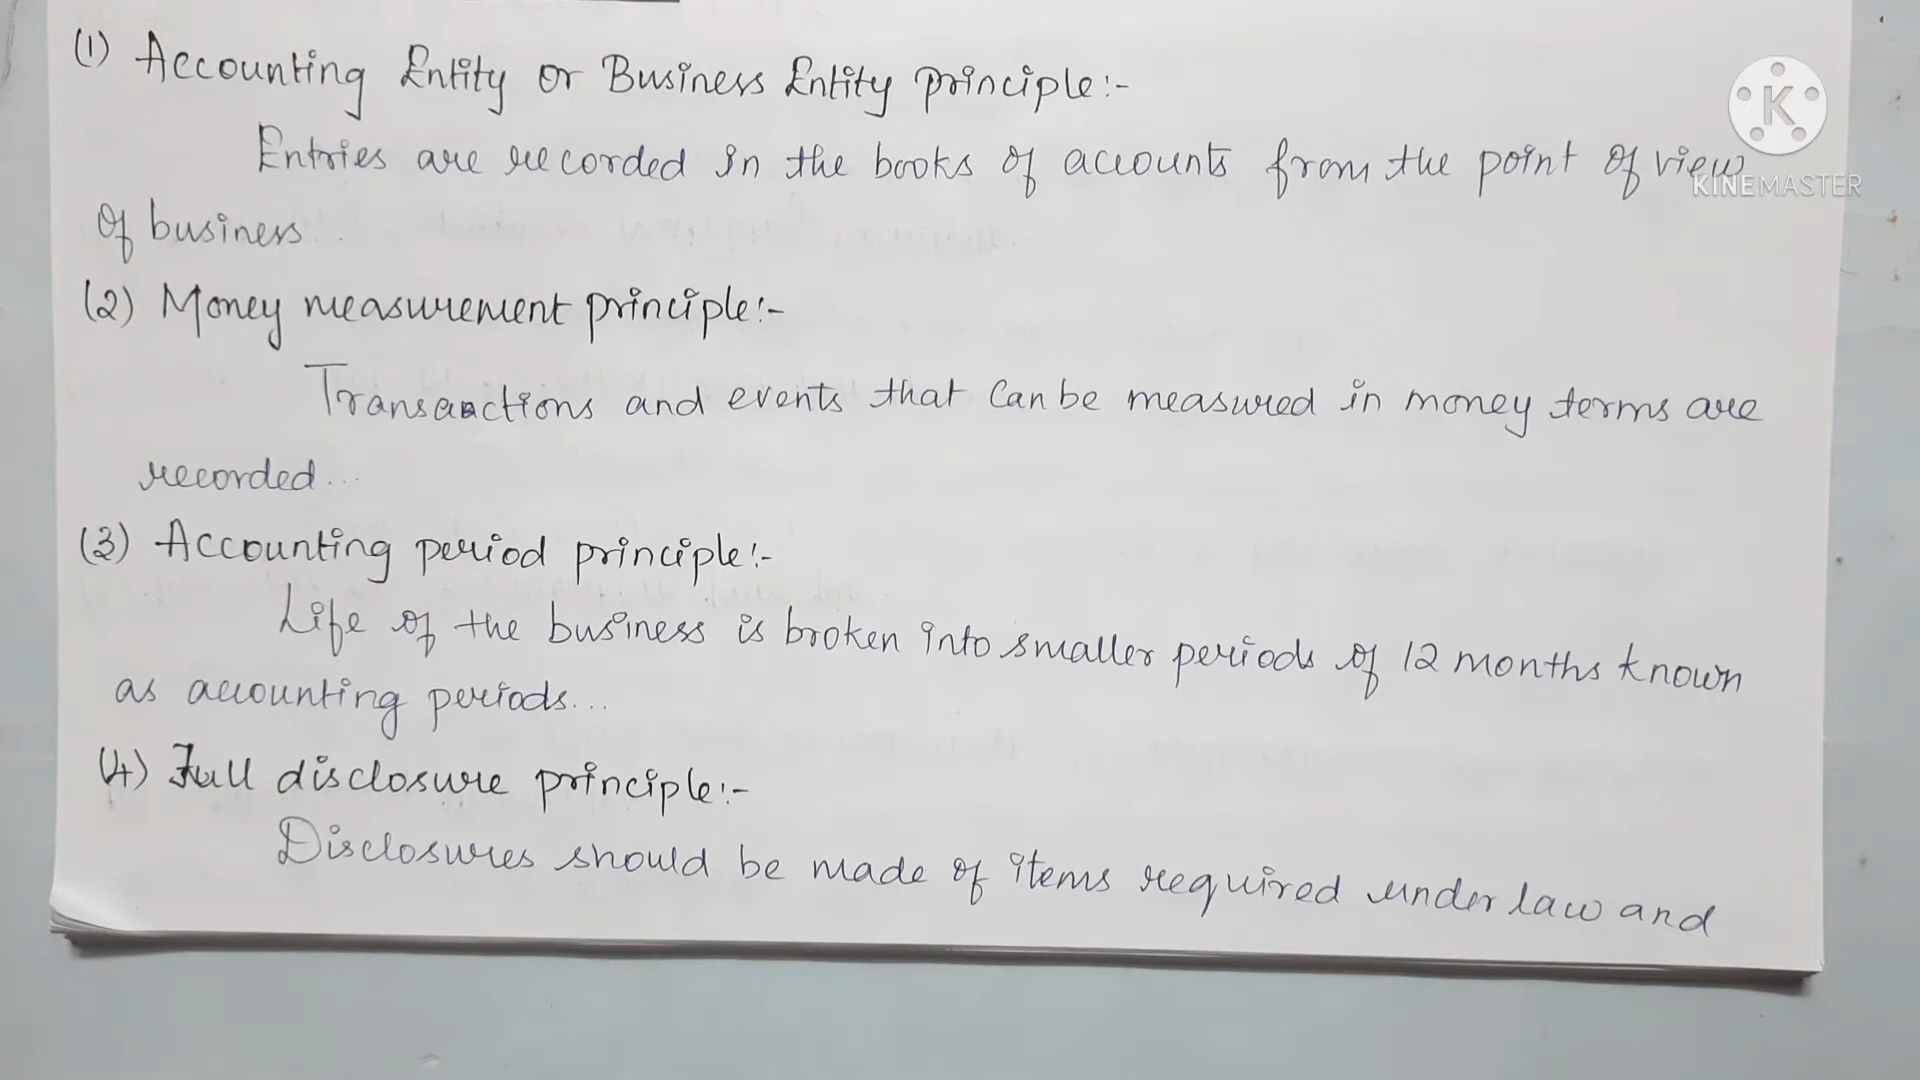 (1) Accounting Entity or Business Entity principle:-
Entries are recorded in the books of accounts from the point of view
of business..
(2) Money measurement principle:-
Transactions and events that can be measured in money terms are
recorded...
(3) Accounting period principle:-
Life of the business is broken into smaller periods of 12 months known
as accounting periods...
(4) Full disclosure principle:-
Disclosures should be made of items required under law and
K
KINEMASTER